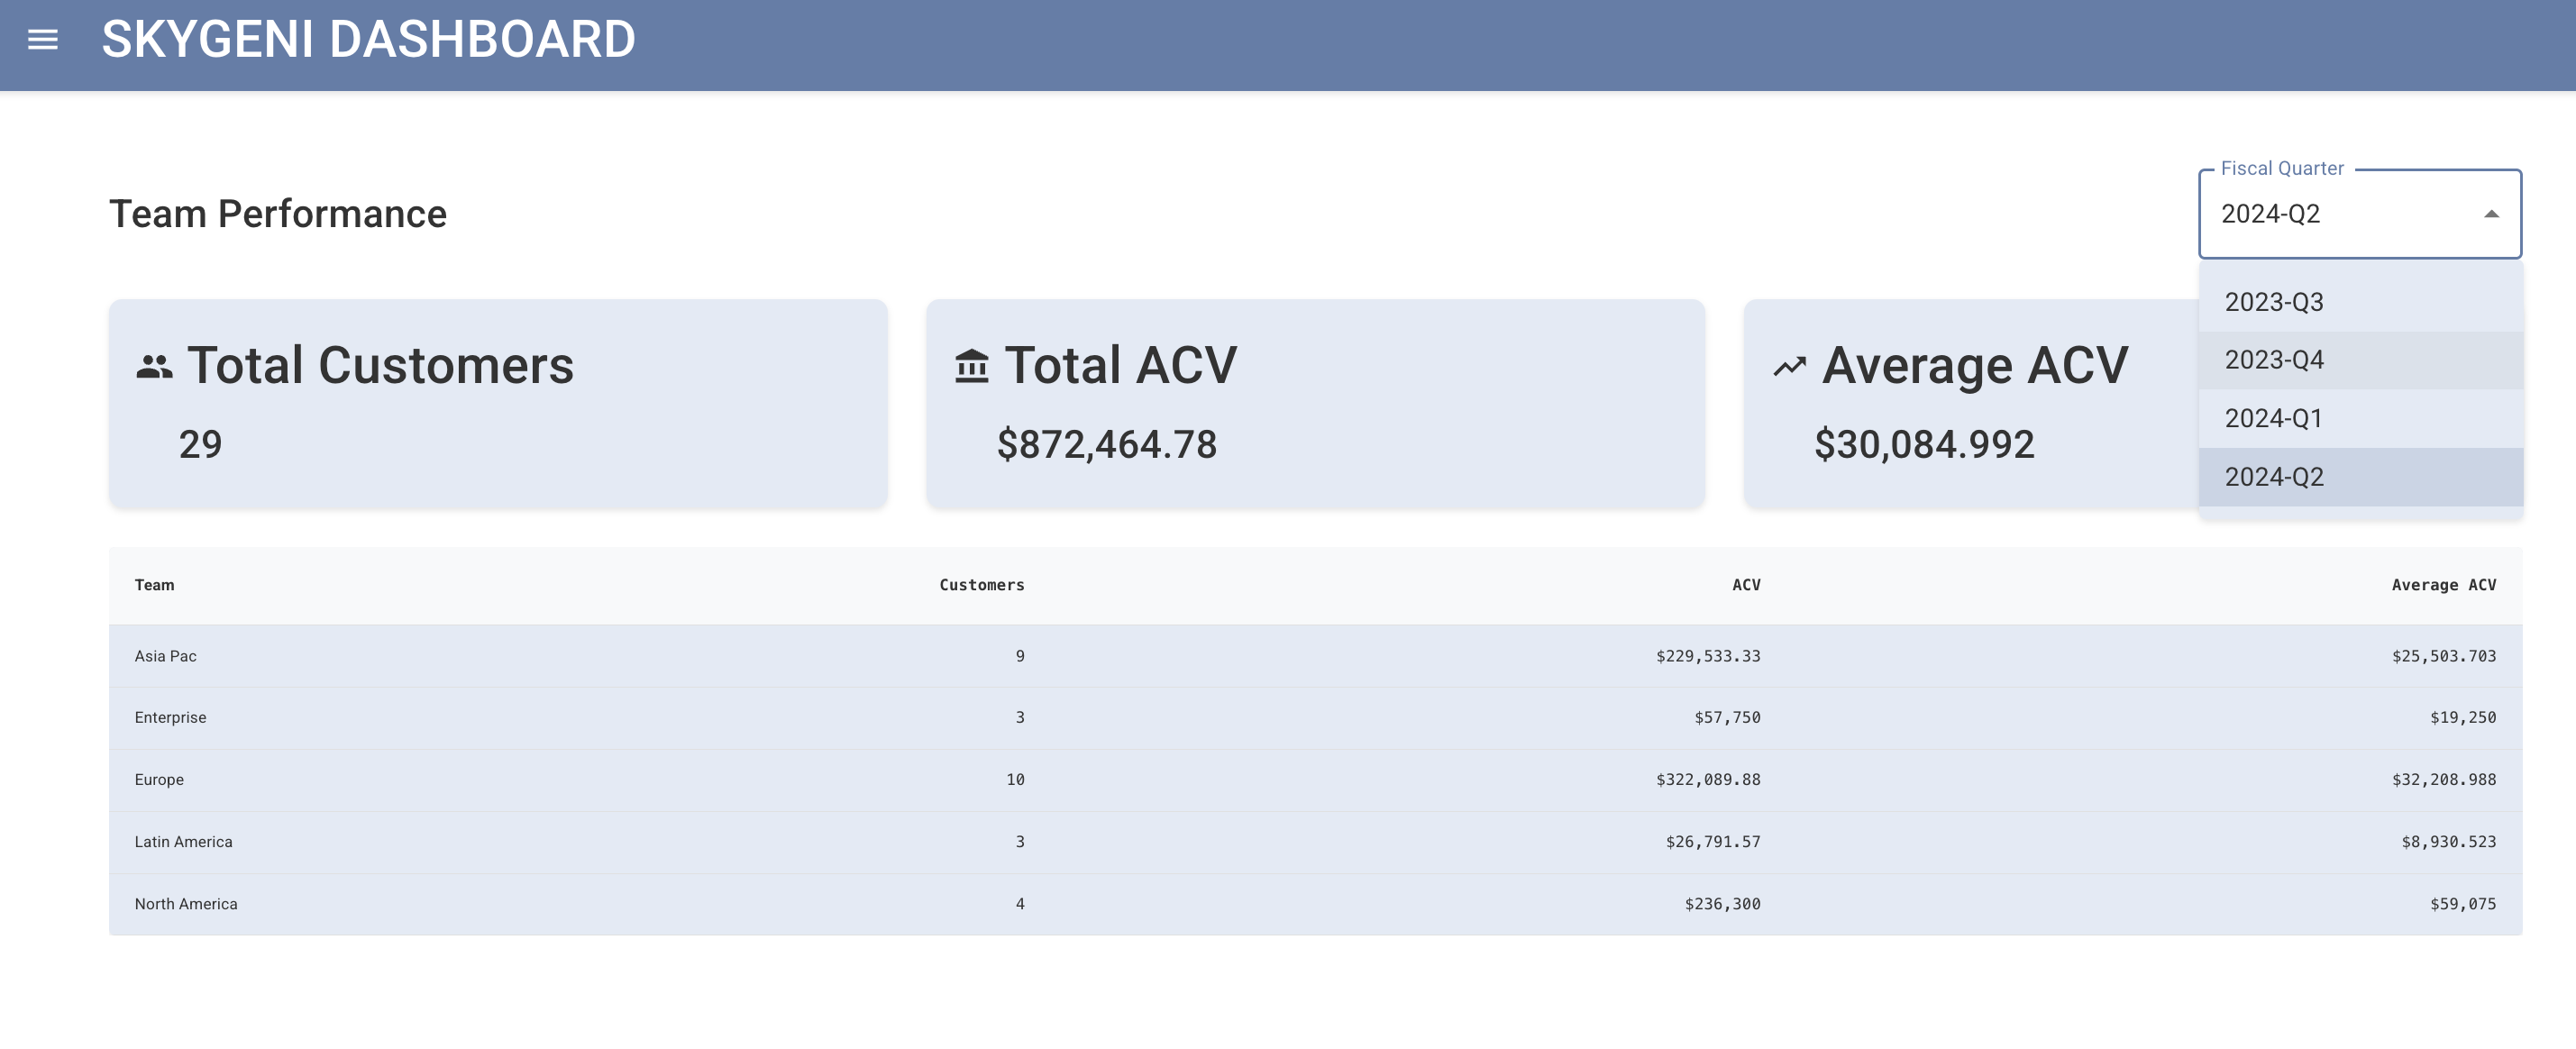 SKYGENI DASHBOARD
Fiscal Quarter
Team Performance
2024-Q2
2023-Q3
2023-Q4
2024-Q1
2024-Q2
Total Customers
29
Total ACV
$872,464.78
Average ACV
$30,084.992
Team Customers ACV Average ACV
Asia Pac 9 $229,533.33 $25,503.703
Enterprise 3 $57,750 $19,250
Europe 10 $322,089.88 $32,208.988
Latin America 3 $26,791.57 $8,930.523
North America 4 $236,300 $59,075